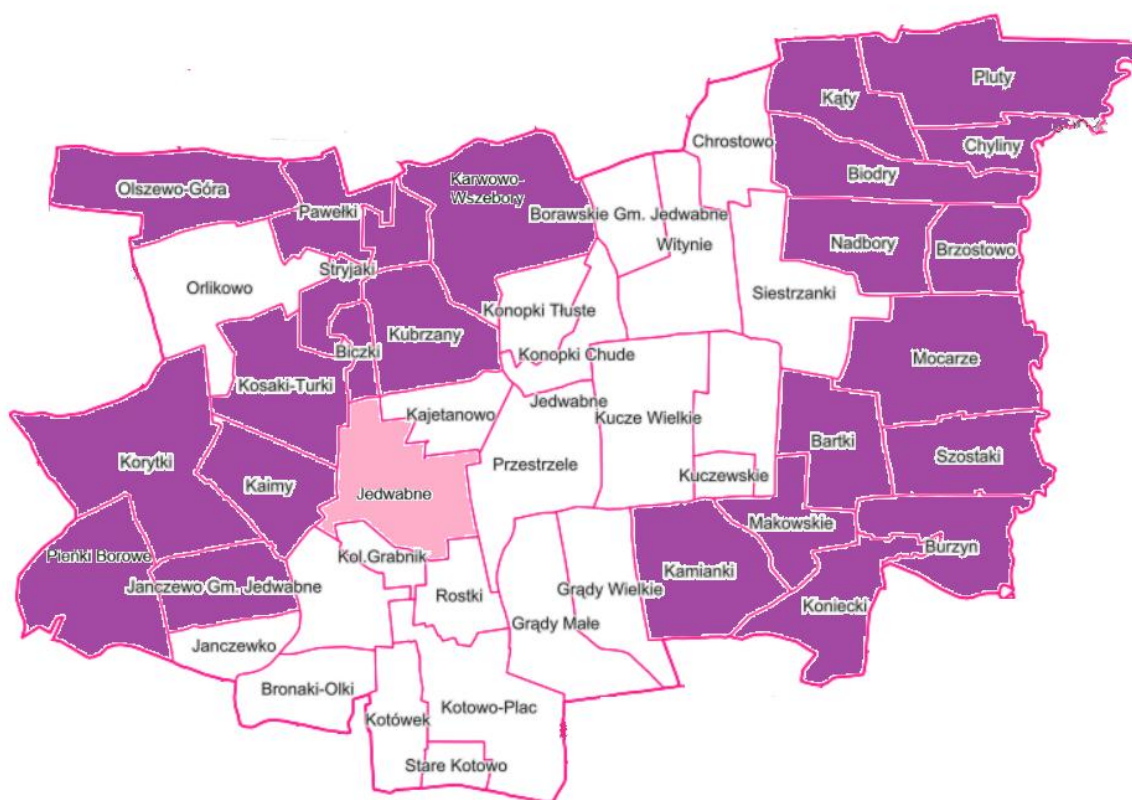 Pluty
Kąty
Chrostowo
Chyliny
Karwowo-
Wszebory
Biodry
Olszewo-Góra
Pawełki
Borawskie Gm. Jedwabne
Witynie
Nadbory
Brzostowo
Stryjaki
Orlikowo
Siestrzanki
Konopki Tłuste
Kubrzany
Biczki
Konopki Chude
Mocarze
Kosaki-Turki
Jedwabne
Kajetanowo
Kucze Wielkie
Bartki
Szostaki
Korytki
Kaimy
Przestrzele
Kuczewskie
Jedwabne
Makowskie
Burzyn
Pieńki Borowe
Kol.Grabnik
Kamianki
Janczewo Gm. Jedwabne
Rostki
Grądy Wielkie
Koniecki
Grądy Małe
Janczewko
Bronaki-Olki
Kotówek
Kotowo-Plac
Stare Kotowo